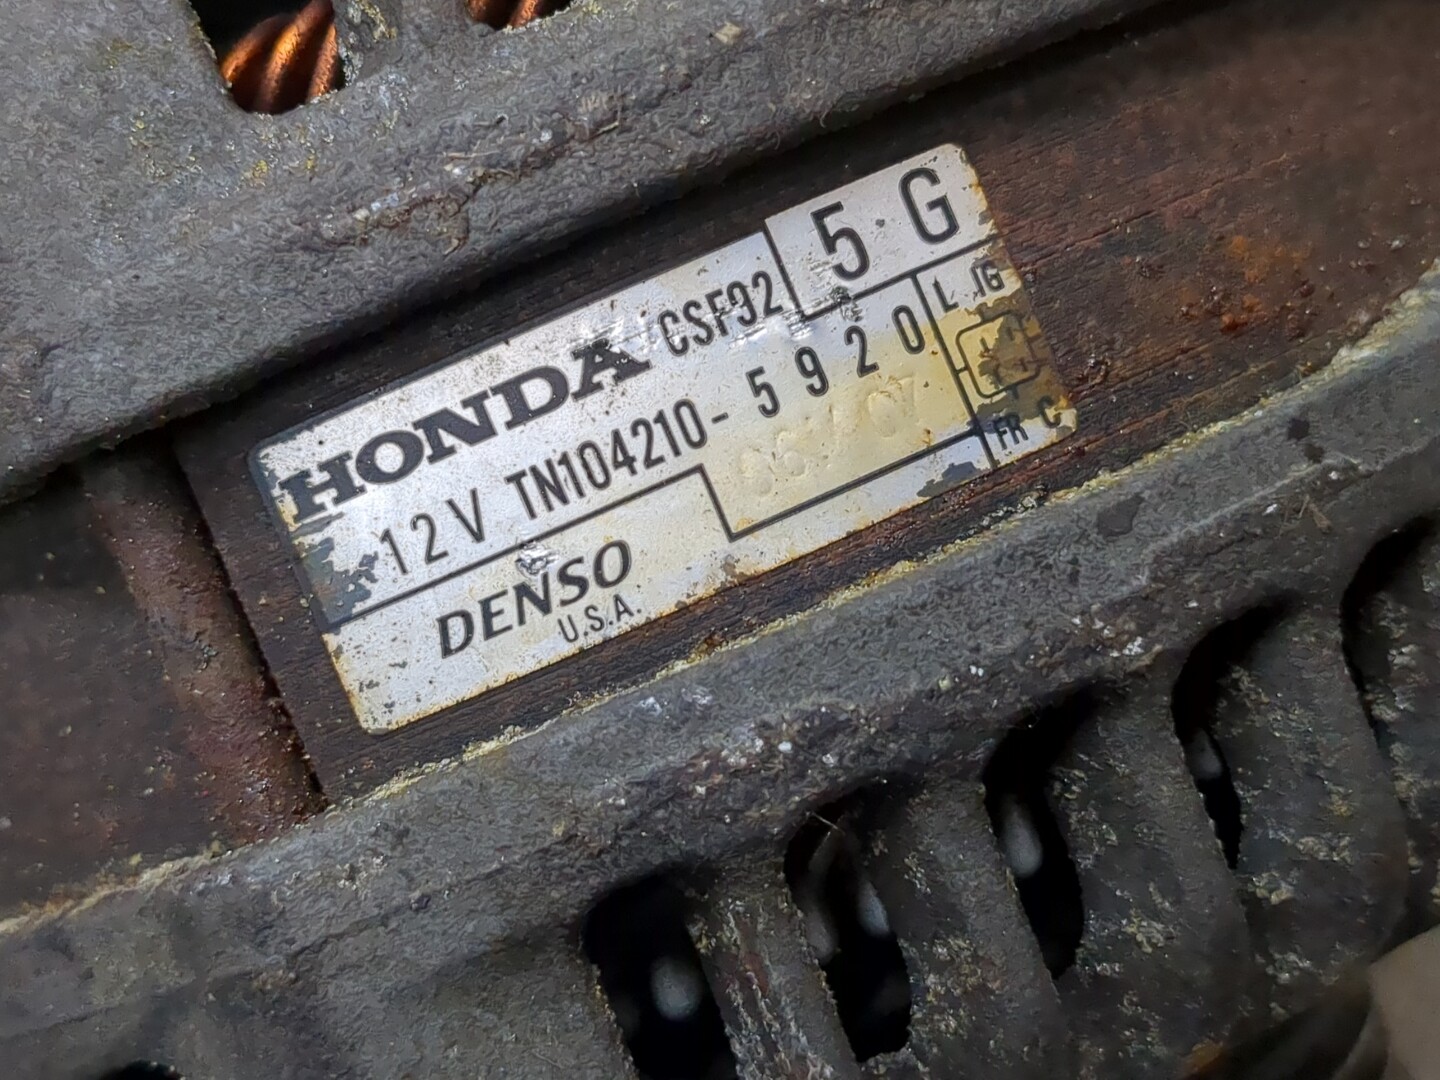 HONDA CSF92 5 G
12V TN104210-5920
L IG
FR C
DENSO
U.S.A.